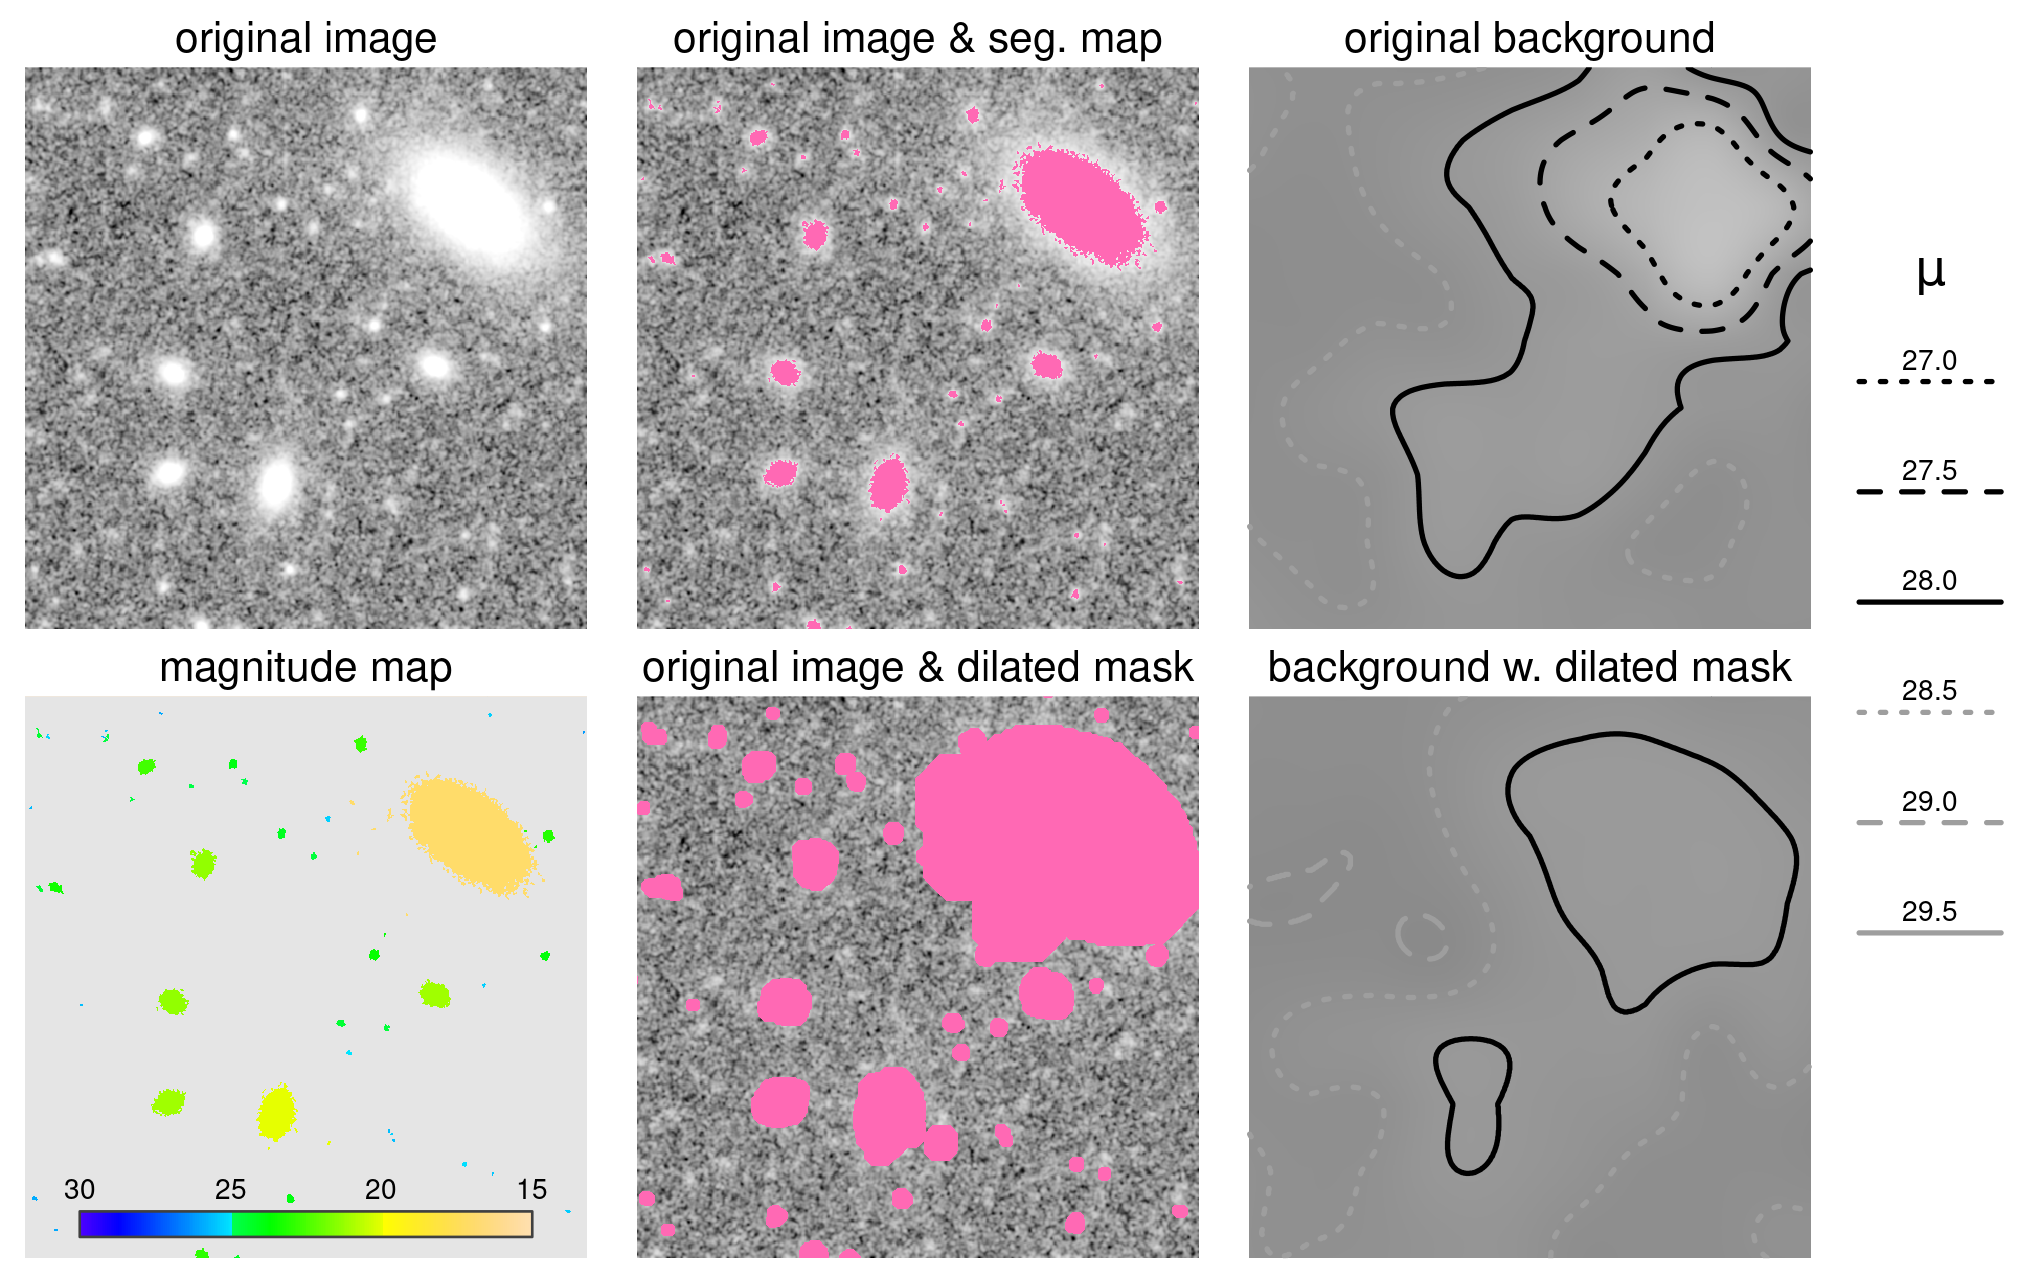 original image
original image & seg. map
original background
μ
27.0
27.5
28.0
28.5
29.0
29.5
magnitude map
original image & dilated mask
background w. dilated mask
30 25 20 15